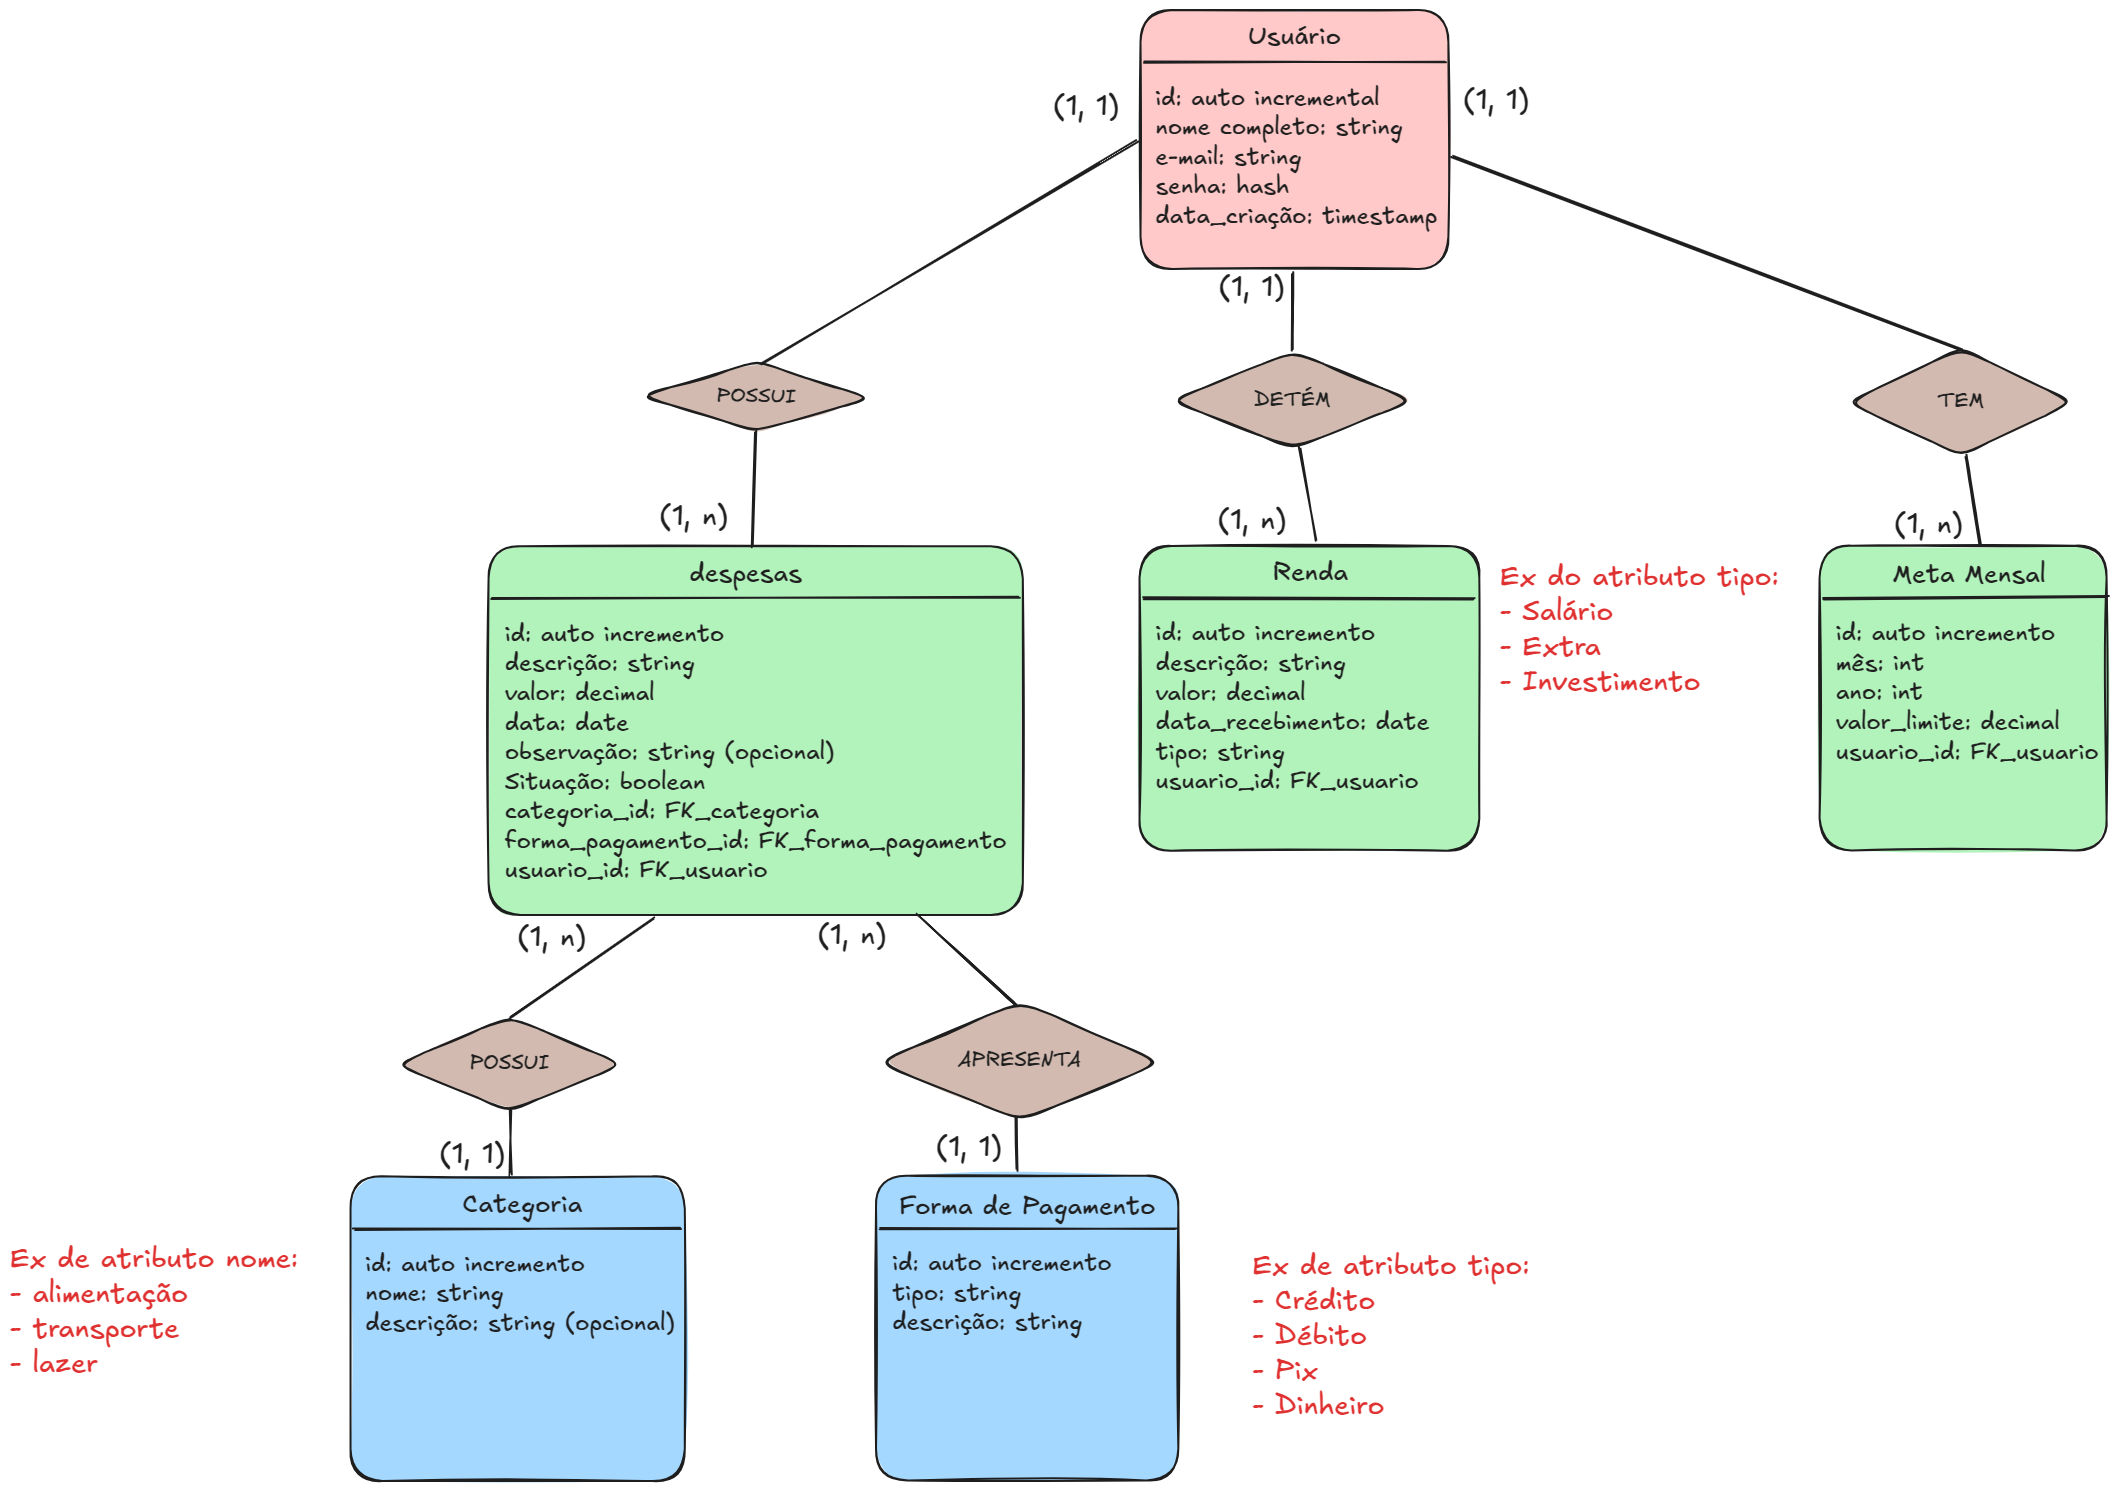 Usuário
(1, 1)
(1, 1)
id: auto incremental
nome completo: string
e-mail: string
senha: hash
data_criação: timestamp
(1, 1)
POSSUI
DETÉM
TEM
(1, n)
(1, n)
(1, n)
despesas
id: auto incremento
descrição: string
valor: decimal
data: date
observação: string (opcional)
Situação: boolean
categoria_id: FK_categoria
forma_pagamento_id: FK_forma_pagamento
usuario_id: FK_usuario
Renda
id: auto incremento
descrição: string
valor: decimal
data_recebimento: date
tipo: string
usuario_id: FK_usuario
Ex do atributo tipo:
- Salário
- Extra
- Investimento
Meta Mensal
id: auto incremento
mês: int
ano: int
valor_limite: decimal
usuario_id: FK_usuario
(1, n)
(1, n)
POSSUI
APRESENTA
(1, 1)
(1, 1)
Ex de atributo nome:
- alimentação
- transporte
- lazer
Categoria
id: auto incremento
nome: string
descrição: string (opcional)
Forma de Pagamento
id: auto incremento
tipo: string
descrição: string
Ex de atributo tipo:
- Crédito
- Débito
- Pix
- Dinheiro